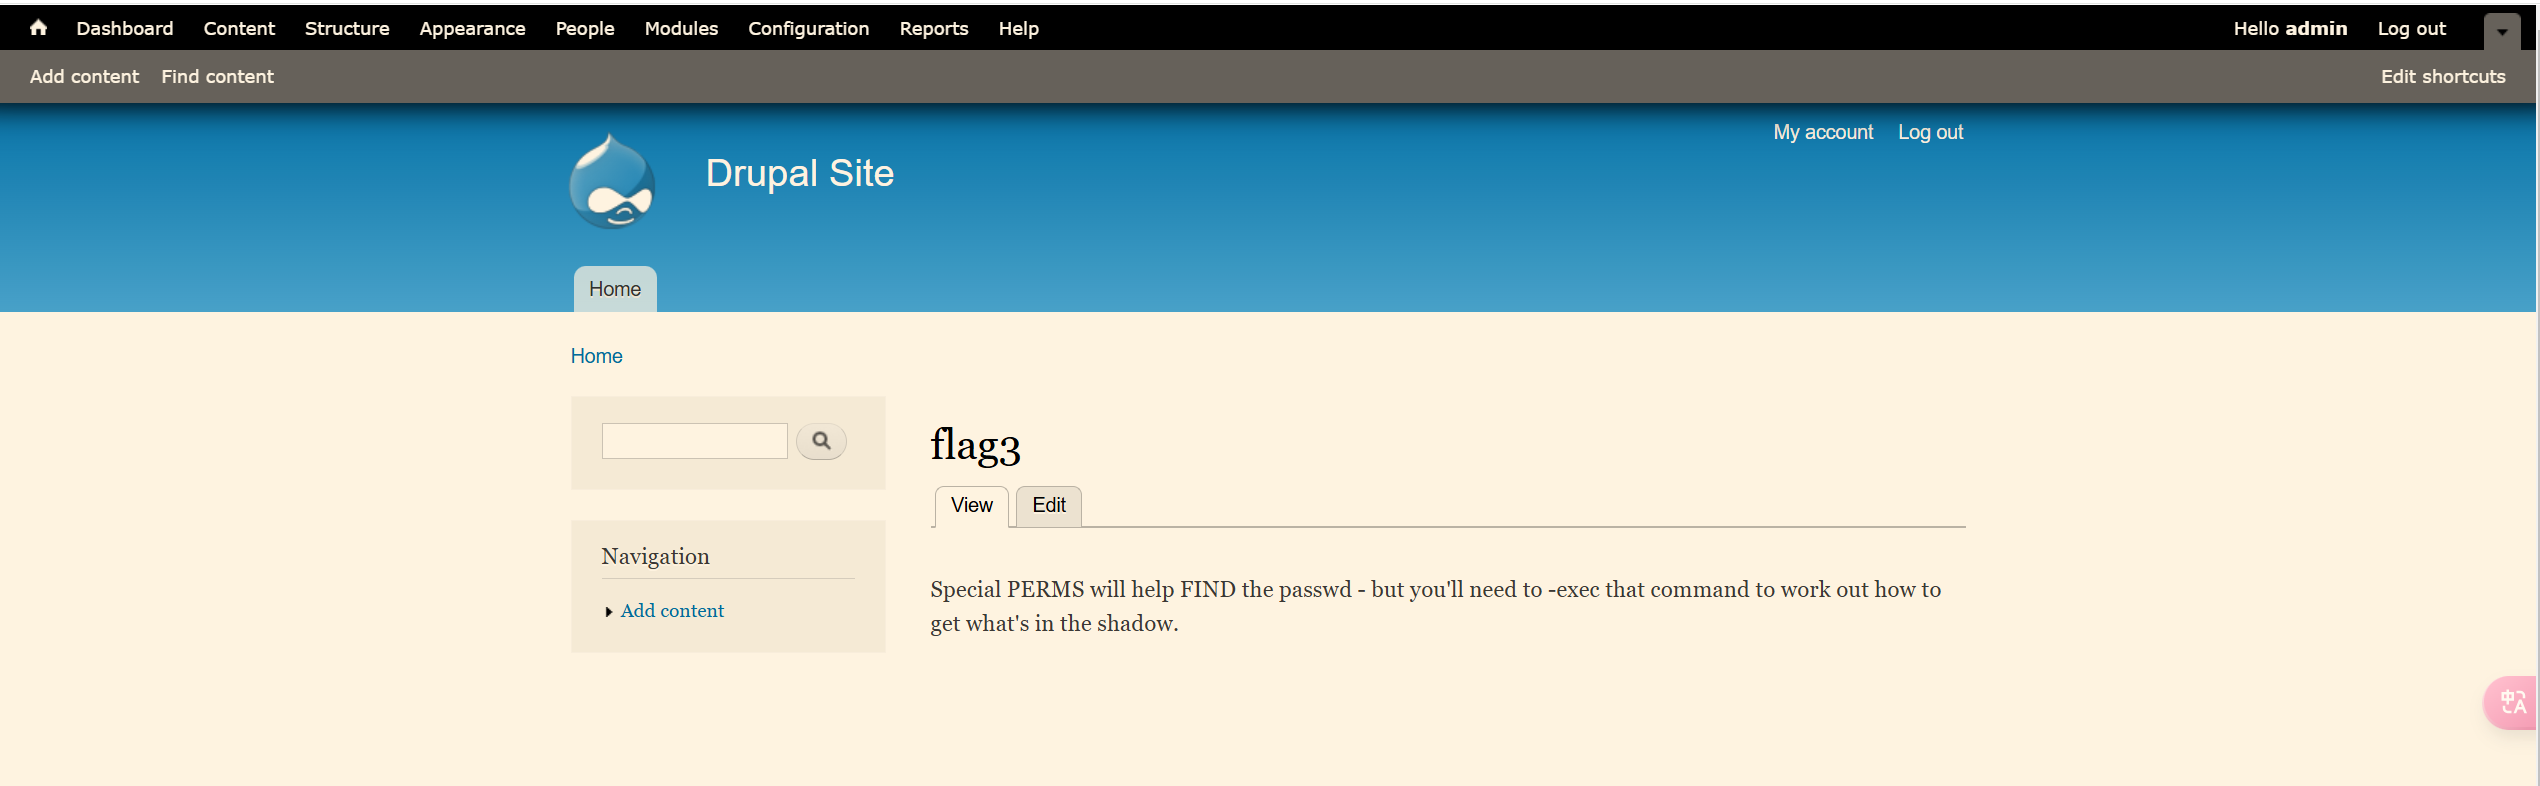 Dashboard Content Structure Appearance People Modules Configuration Reports Help Hello admin Log out
Add content Find content Edit shortcuts
My account Log out
Drupal Site
Home
Home
flag3
View Edit
Navigation
Add content
Special PERMS will help FIND the passwd - but you'll need to -exec that command to work out how to
get what's in the shadow.
中A